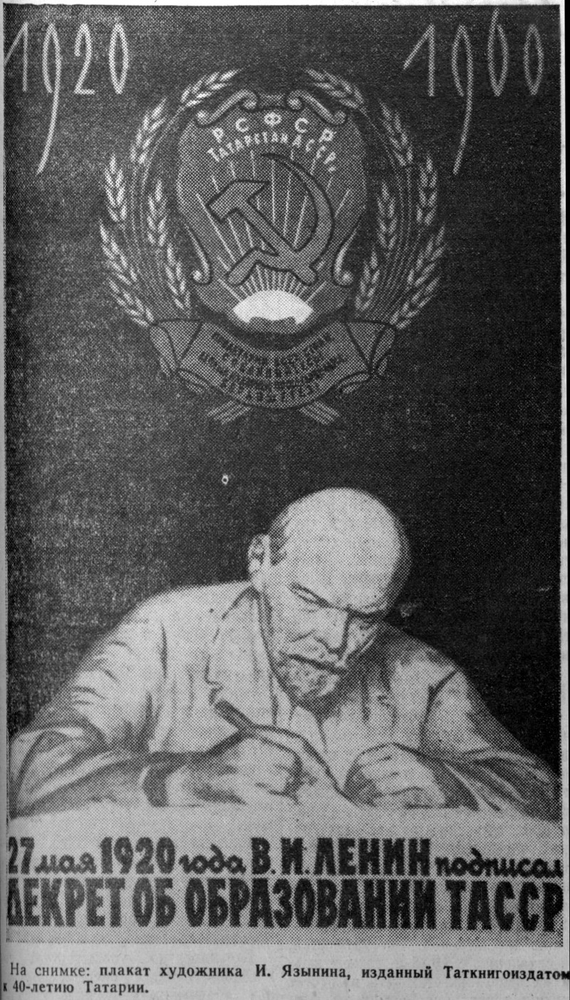 1920
1960
РСФСР
ТАТАРСТАН АССР
27 мая 1920 года В.И.ЛЕНИН подписал
ДЕКРЕТ ОБ ОБРАЗОВАНИИ ТАССР
На снимке: плакат художника И. Язынина, изданный Таткнигоиздатом
к 40-летию Татарии.